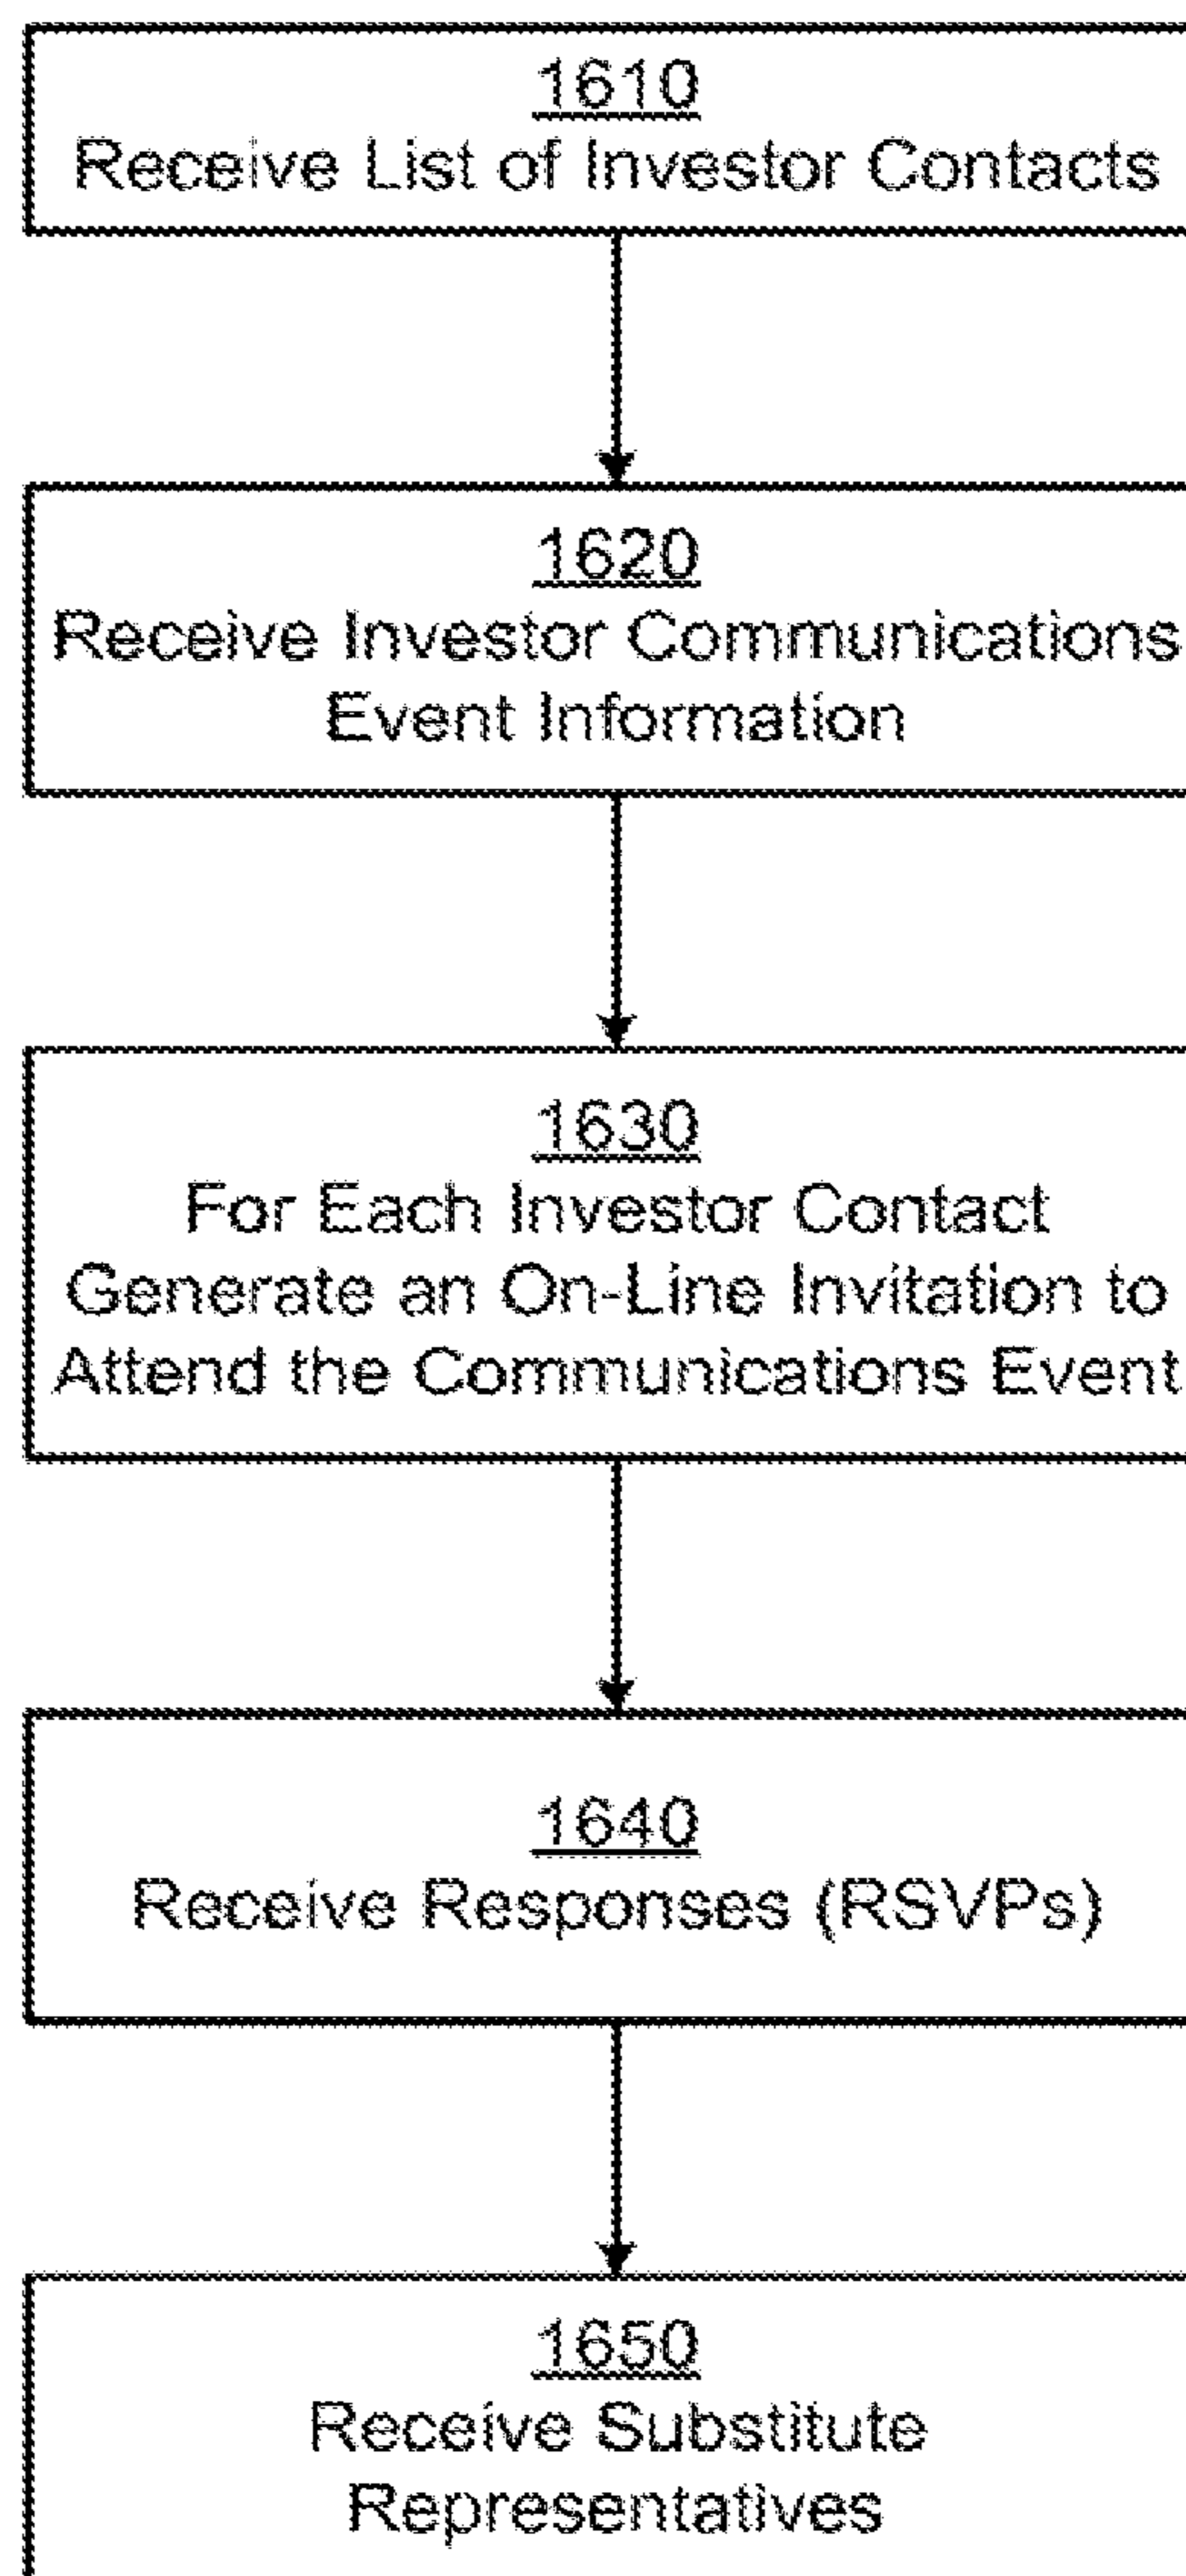 1610
Receive List of Investor Contacts
1620
Receive Investor Communications
Event Information
1630
For Each Investor Contact
Generate an On-Line Invitation to
Attend the Communications Event
1640
Receive Responses (RSVPs)
1650
Receive Substitute
Representatives